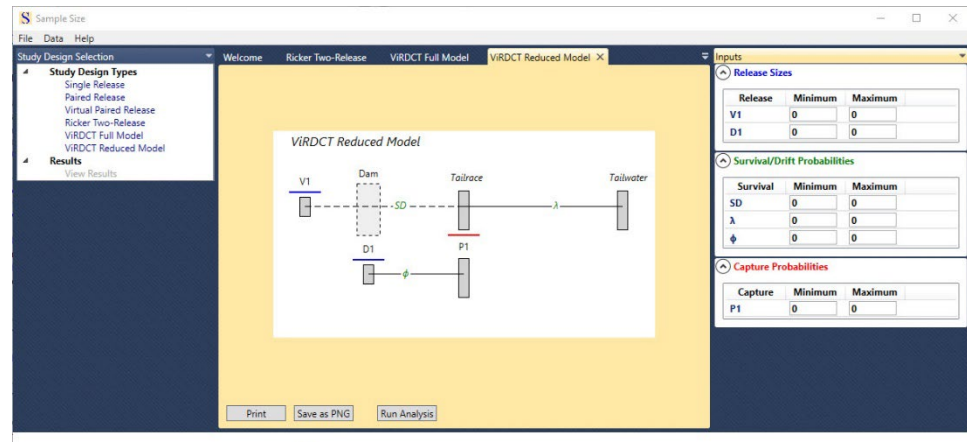 S Sample Size
File Data Help
Study Design Selection
Study Design Types
Single Release
Paired Release
Virtual Paired Release
Ricker Two-Release
ViRDCT Full Model
ViRDCT Reduced Model
Results
View Results
Welcome Ricker Two-Release ViRDCT Full Model ViRDCT Reduced Model
ViRDCT Reduced Model
V1 Dam Tailrace Tailwater
SD λ
D1 P1
ϕ
Print Save as PNG Run Analysis
Inputs
Release Sizes
Release Minimum Maximum
V1 0 0
D1 0 0
Survival/Drift Probabilities
Survival Minimum Maximum
SD 0 0
λ 0 0
ϕ 0 0
Capture Probabilities
Capture Minimum Maximum
P1 0 0